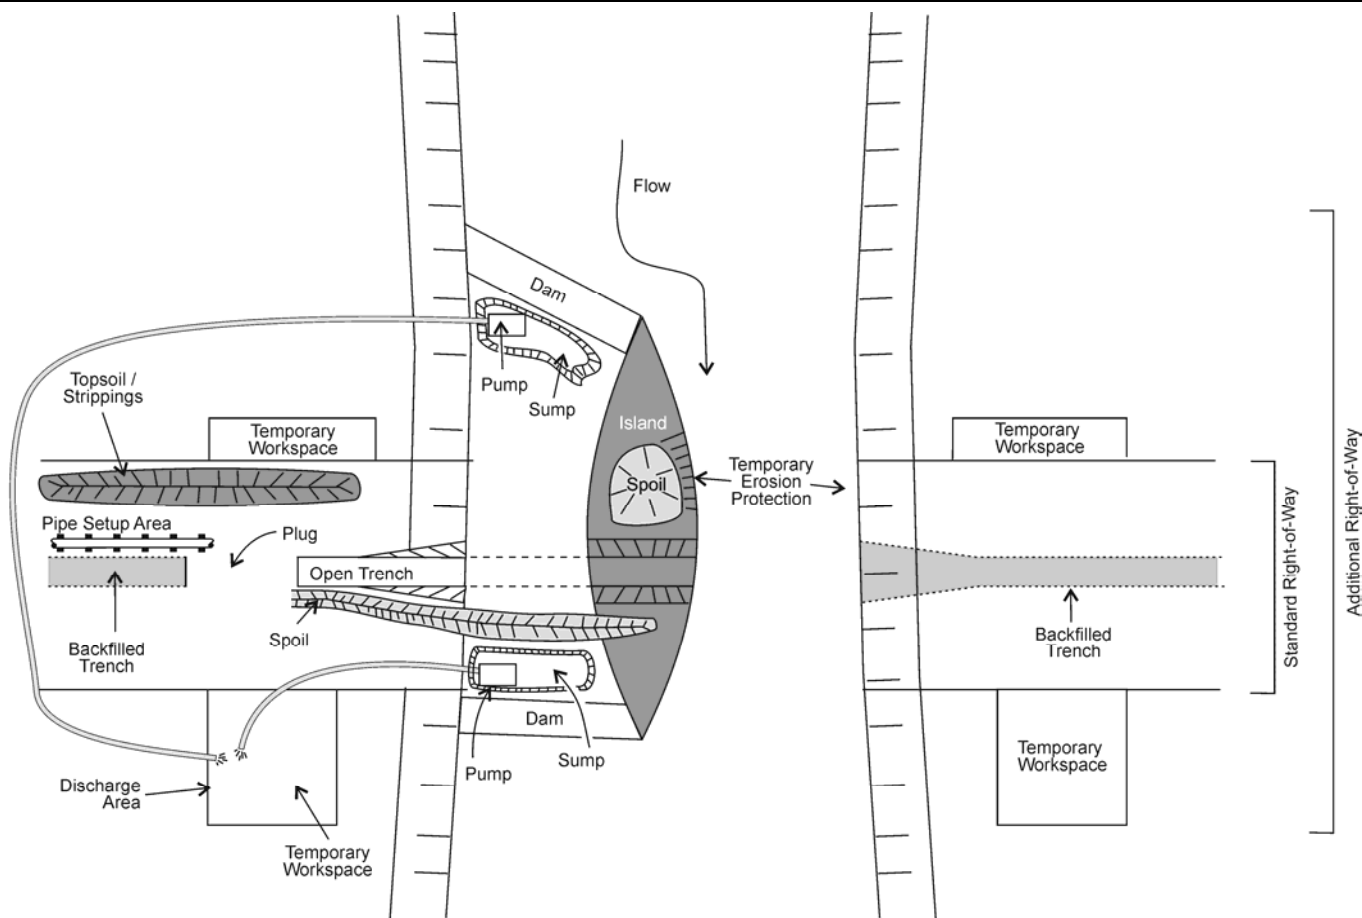 Flow
Dam
Pump
Sump
Topsoil /
Strippings
Temporary
Workspace
Island
Temporary
Workspace
Spoil
Temporary
Erosion
Protection
Pipe Setup Area
Plug
Open Trench
Spoil
Backfilled
Trench
Backfilled
Trench
Standard Right-of-Way
Additional Right-of-Way
Dam
Pump
Sump
Temporary
Workspace
Discharge
Area
Temporary
Workspace